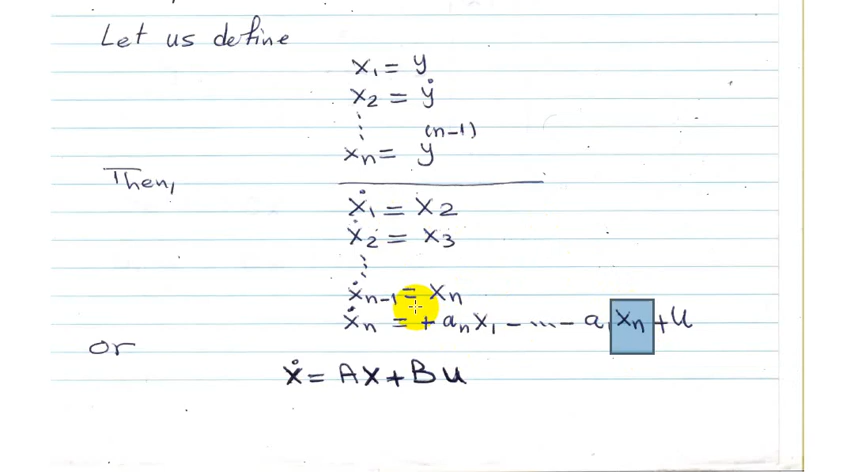 Let us define
x₁ = y
x₂ = ẏ
⋮
xₙ = y⁽ⁿ⁻¹⁾
Then,
ẋ₁ = x₂
ẋ₂ = x₃
⋮
ẋₙ₋₁ = xₙ
ẋₙ = + aₙx₁ - ... - a₁xₙ + u
or
ẋ = Ax + Bu